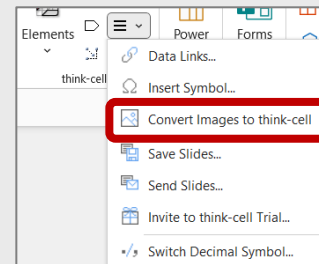 Elements
Power
Forms
think-cell
Data Links...
Insert Symbol...
Convert Images to think-cell
Save Slides...
Send Slides...
Invite to think-cell Trial...
Switch Decimal Symbol...